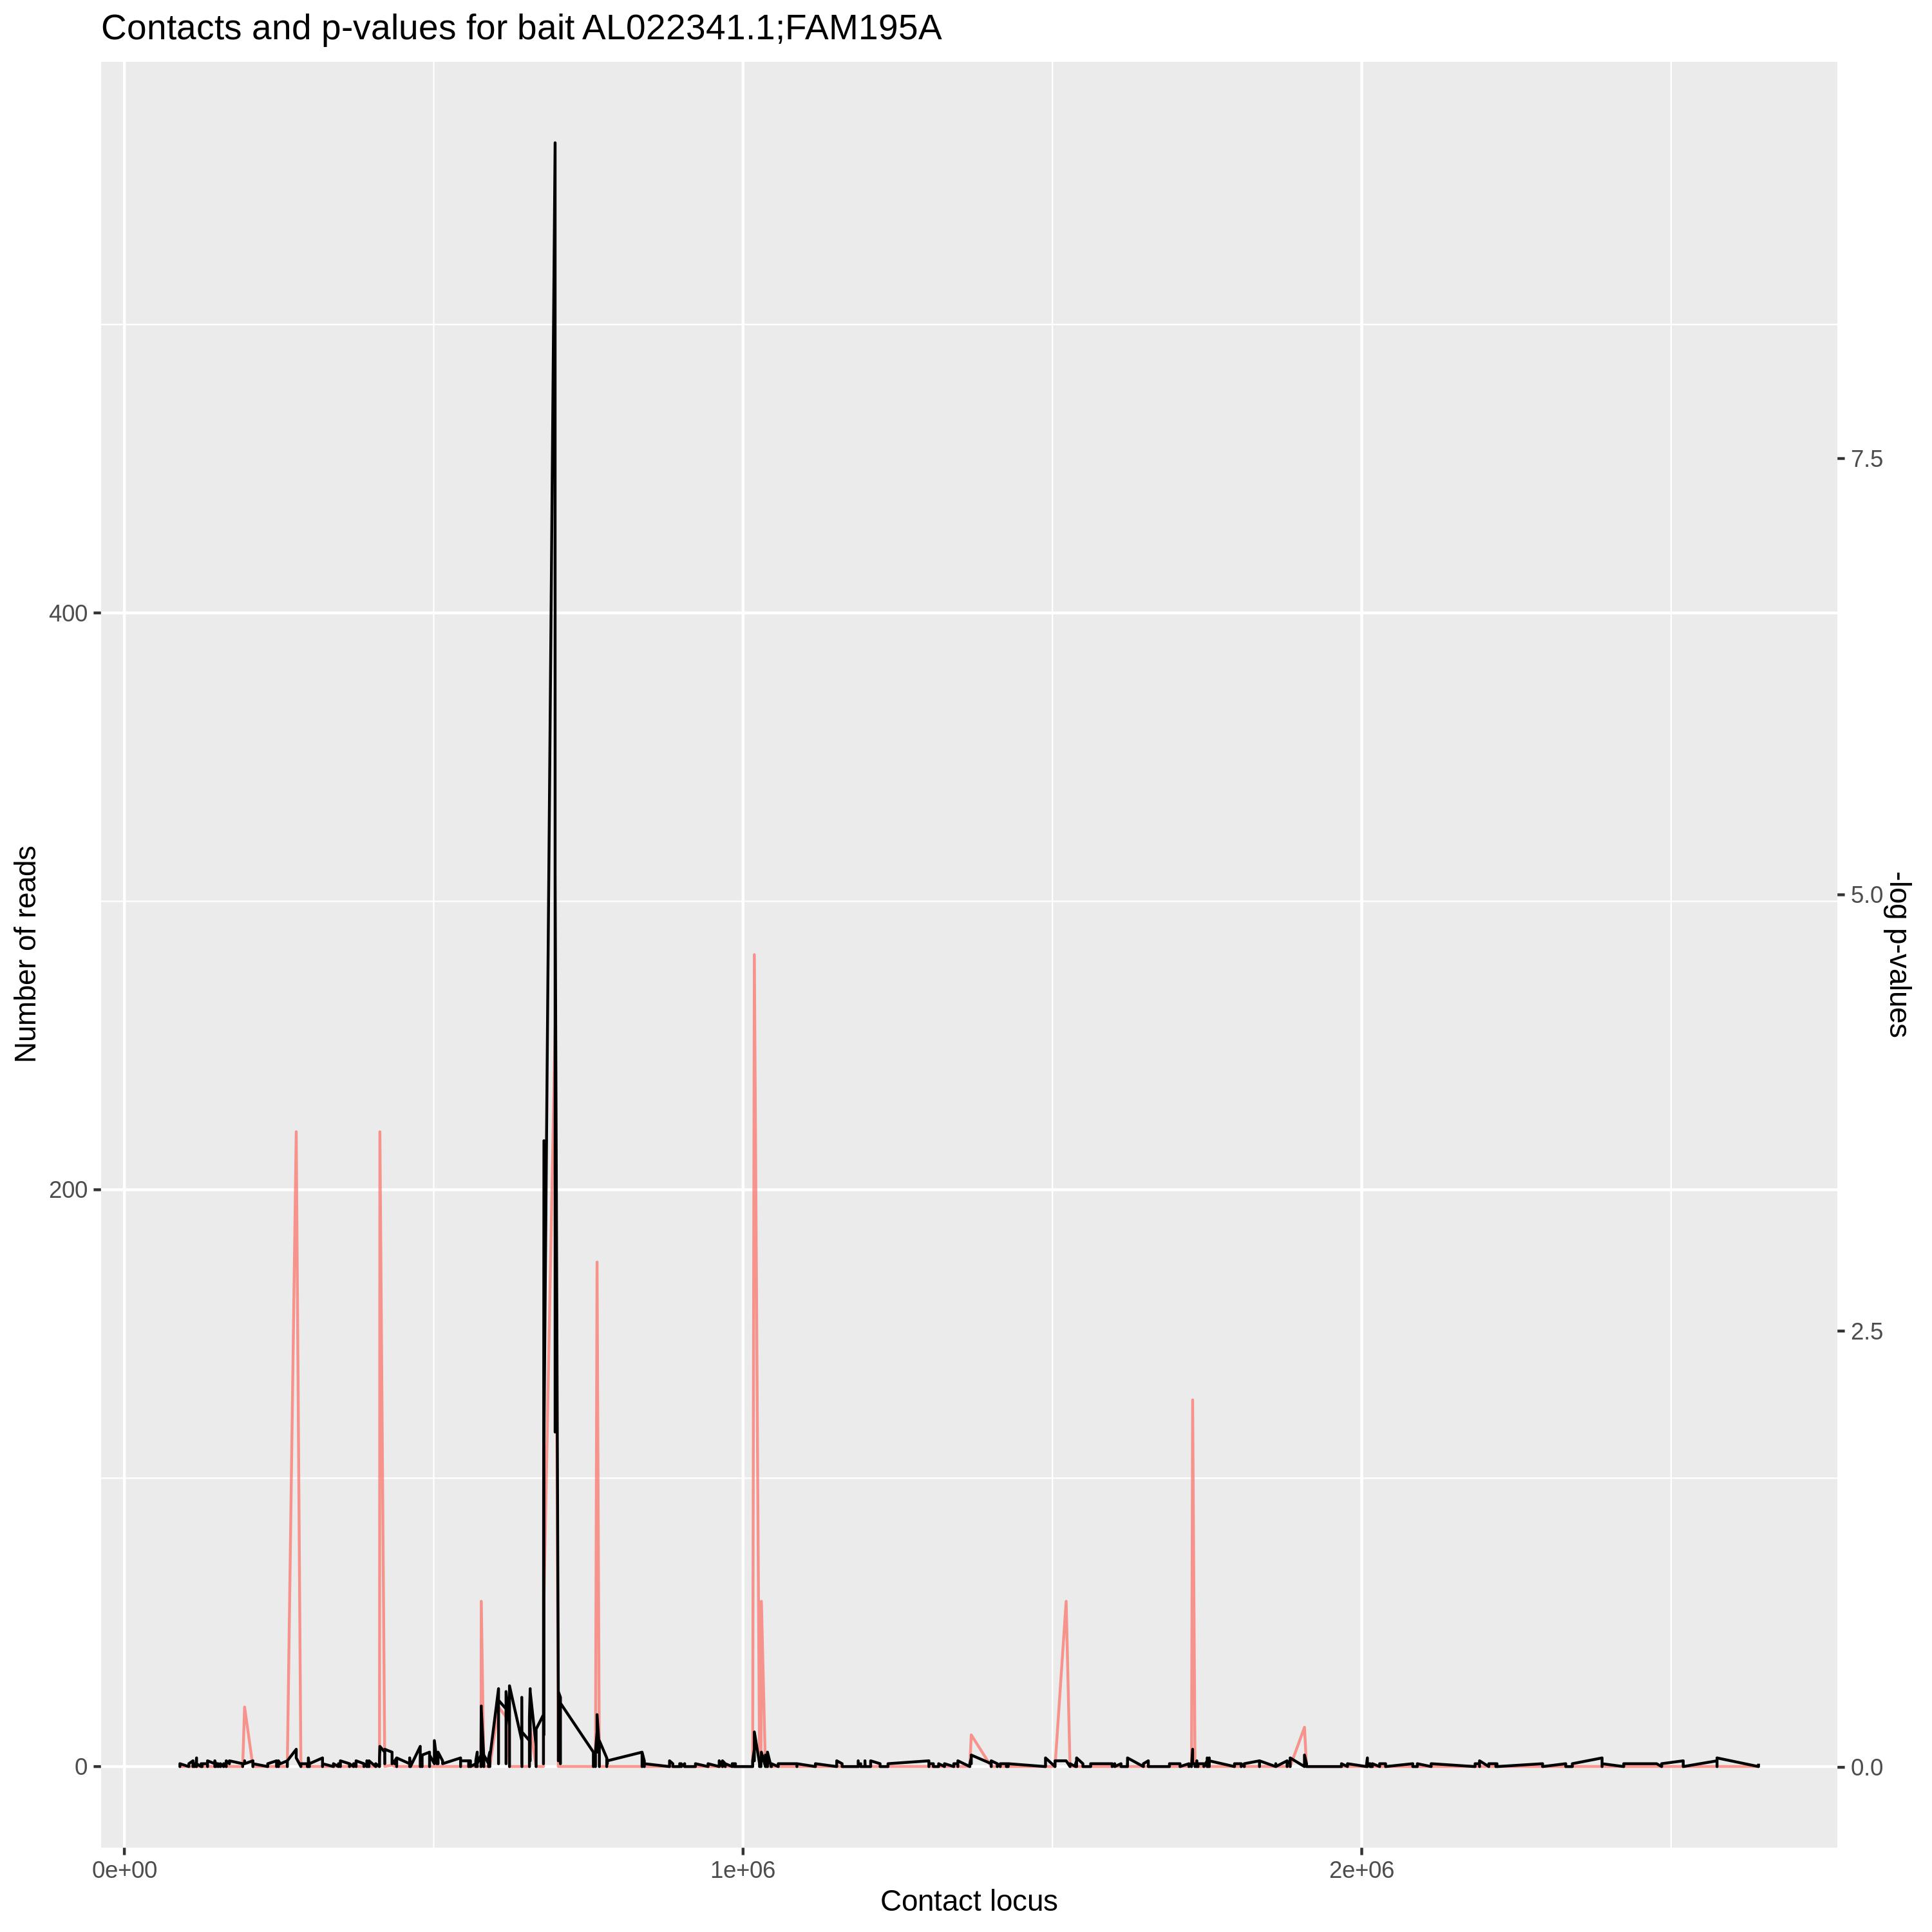 Contacts and p-values for bait AL022341.1;FAM195A
Number of reads
400
200
0
7.5
5.0
2.5
0.0
-log p-values
0e+00
1e+06
2e+06
Contact locus